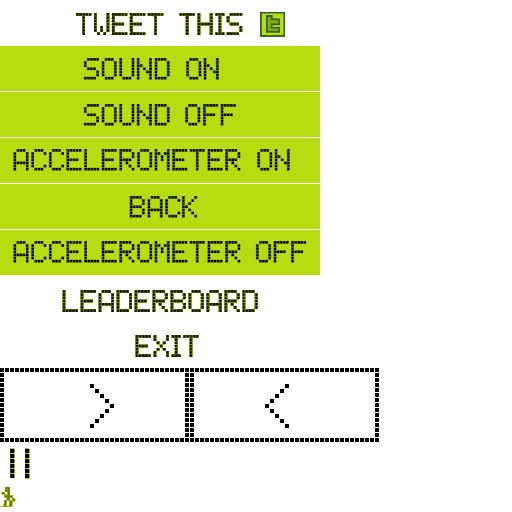 TWEET THIS
SOUND ON
SOUND OFF
ACCELEROMETER ON
BACK
ACCELEROMETER OFF
LEADERBOARD
EXIT
> <